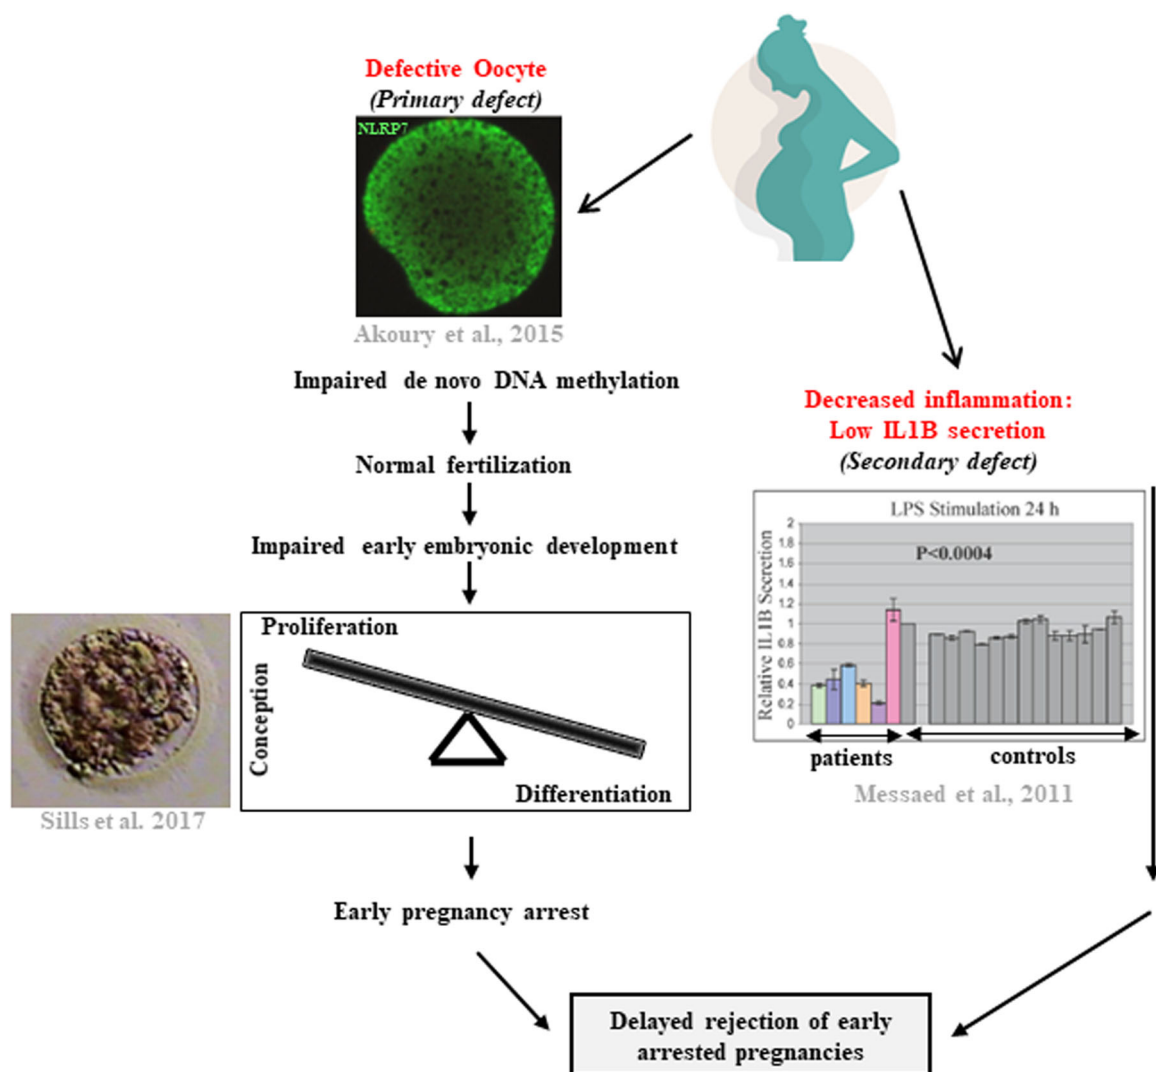 Defective Oocyte
(Primary defect)
NLRP7
Akoury et al., 2015
Impaired de novo DNA methylation
Normal fertilization
Impaired early embryonic development
Proliferation
Conception
Differentiation
Sills et al. 2017
Early pregnancy arrest
Decreased inflammation:
Low IL1B secretion
(Secondary defect)
LPS Stimulation 24 h
P<0.0004
Relative IL1B Secretion
2
1.8
1.6
1.4
1.2
1
0.8
0.6
0.4
0.2
0
patients
controls
Messaed et al., 2011
Delayed rejection of early
arrested pregnancies